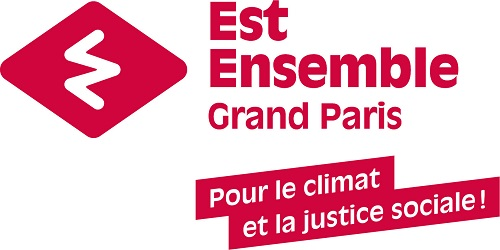 Est
Ensemble
Grand Paris
Pour le climat
et la justice sociale !